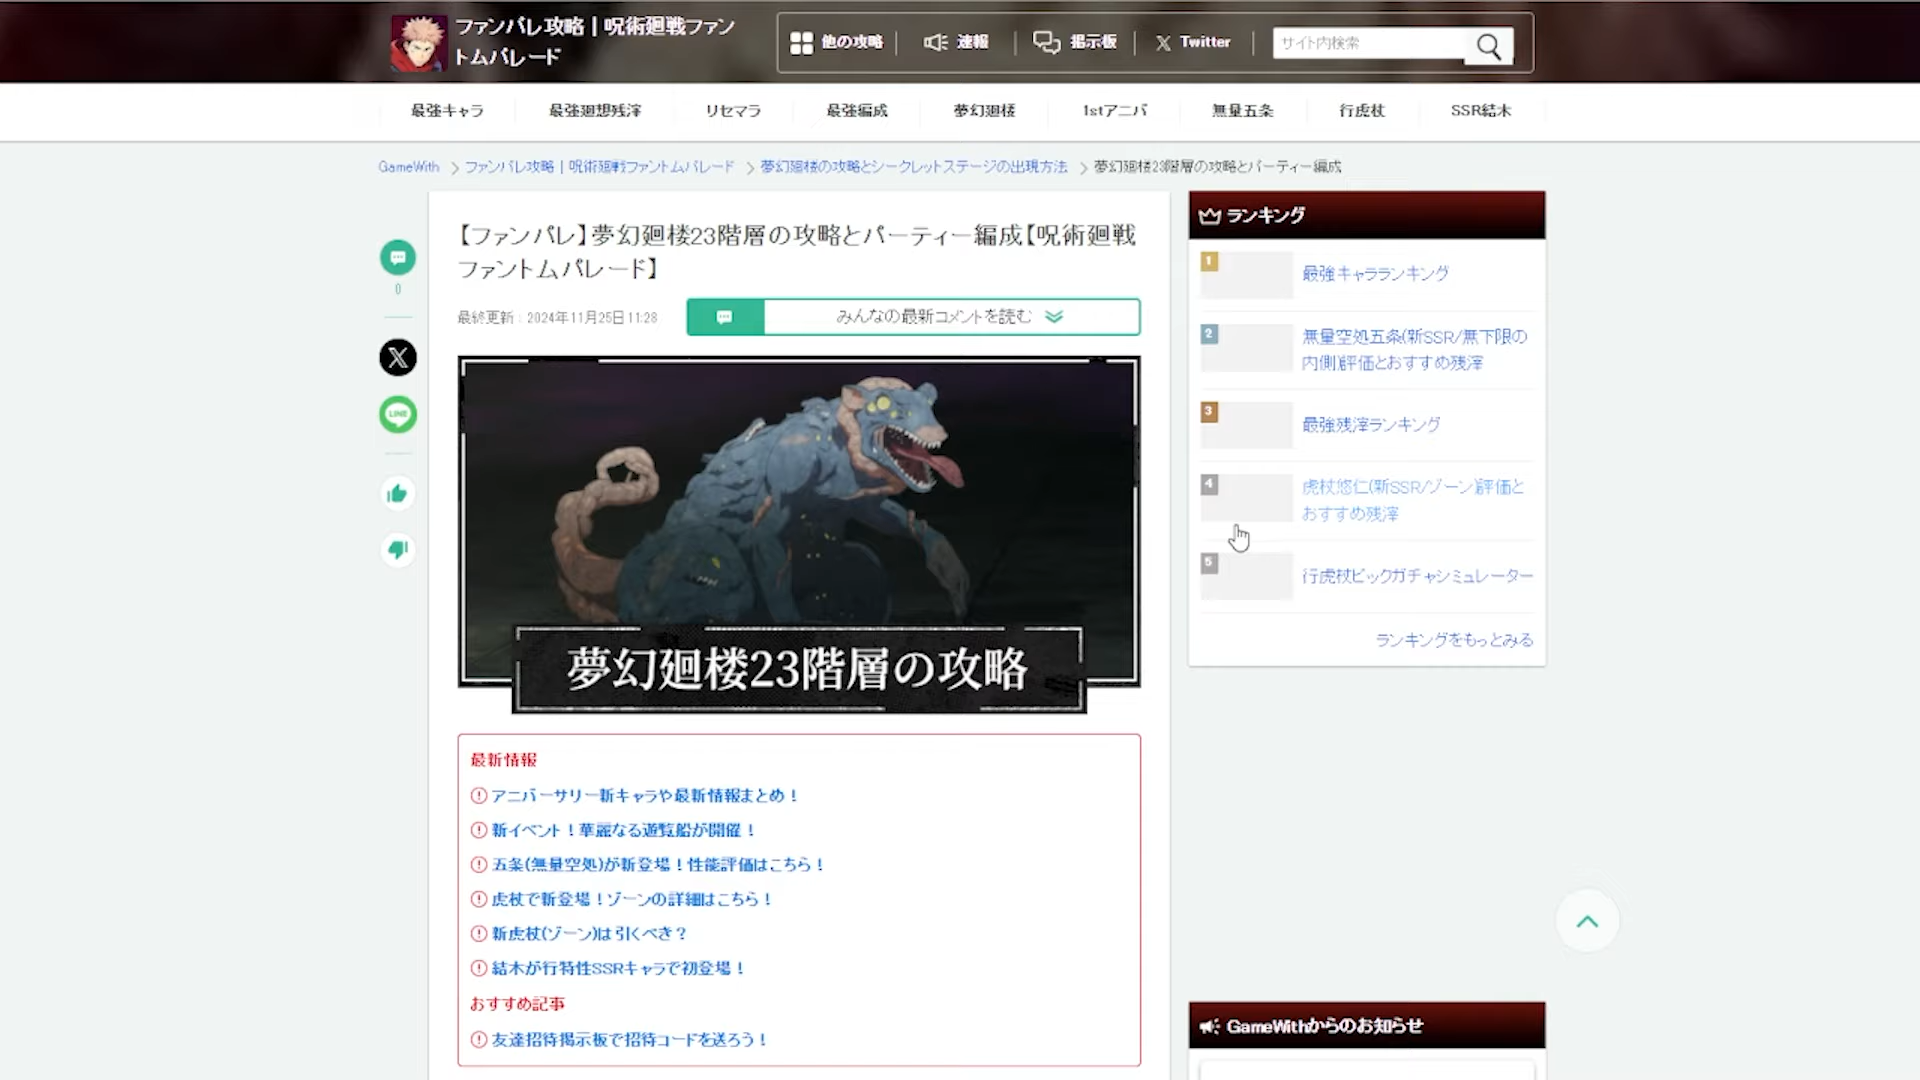 ファンパレ攻略｜呪術廻戦ファン
トムパレード
他の攻略
速報
掲示板
Twitter
サイト内検索
最強キャラ
最強廻想残滓
リセマラ
最強編成
夢幻廻楼
1stアニバ
無量五条
行虎杖
SSR結木
GameWith
ファンパレ攻略｜呪術廻戦ファントムパレード
夢幻廻楼の攻略とシークレットステージの出現方法
夢幻廻楼23階層の攻略とパーティー編成
【ファンパレ】夢幻廻楼23階層の攻略とパーティー編成【呪術廻戦
ファントムパレード】
最終更新：2024年11月25日11:28
みんなの最新コメントを読む
0
LINE
夢幻廻楼23階層の攻略
最新情報
アニバーサリー新キャラや最新情報まとめ！
新イベント！華麗なる遊覧船が開催！
五条(無量空処)が新登場！性能評価はこちら！
虎杖で新登場！ゾーンの詳細はこちら！
新虎杖(ゾーン)は引くべき？
結木が行特性SSRキャラで初登場！
おすすめ記事
友達招待掲示板で招待コードを送ろう！
ランキング
1
最強キャラランキング
2
無量空処五条(新SSR/無下限の
内側)評価とおすすめ残滓
3
最強残滓ランキング
4
虎杖悠仁(新SSR/ゾーン)評価と
おすすめ残滓
5
行虎杖ピックガチャシミュレーター
ランキングをもっとみる
GameWithからのお知らせ